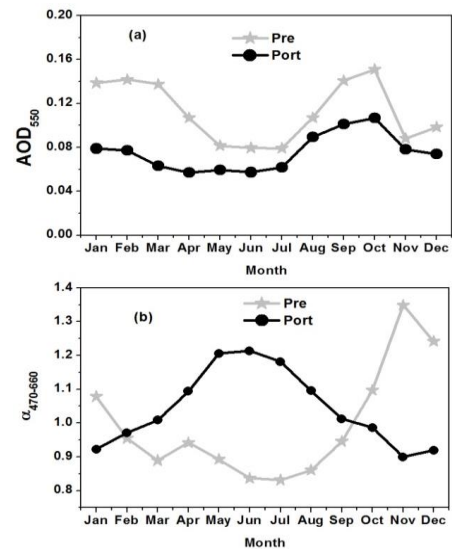 0.20
(a)
Pre
Port
0.16
0.12
0.08
0.04
0.00
AOD550
Jan Feb Mar Apr May Jun Jul Aug Sep Oct Nov Dec
Month
1.4
(b)
Pre
Port
1.3
1.2
1.1
1.0
0.9
0.8
α470-660
Jan Feb Mar Apr May Jun Jul Aug Sep Oct Nov Dec
Month